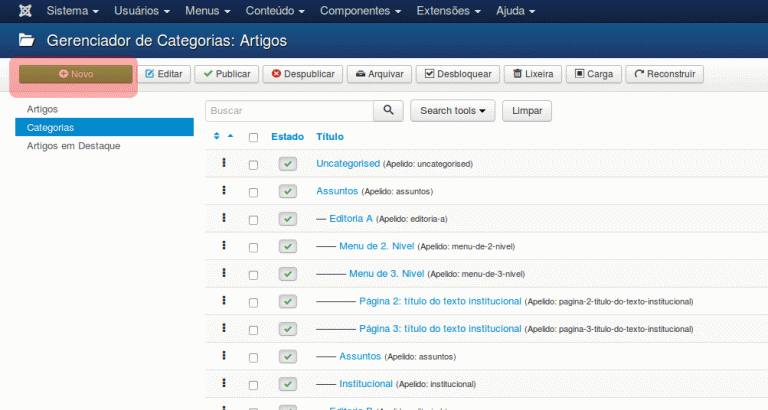 Sistema Usuários Menus Conteúdo Componentes Extensões Ajuda
Gerenciador de Categorias: Artigos
Novo Editar Publicar Despublicar Arquivar Desbloquear Lixeira Carga Reconstruir
Artigos
Categorias
Artigos em Destaque
Buscar Search tools Limpar
Estado Título
Uncategorised (Apelido: uncategorised)
Assuntos (Apelido: assuntos)
— Editoria A (Apelido: editoria-a)
—— Menu de 2. Nivel (Apelido: menu-de-2-nivel)
——— Menu de 3. Nivel (Apelido: menu-de-3-nivel)
———— Página 2: título do texto institucional (Apelido: pagina-2-titulo-do-texto-institucional)
———— Página 3: título do texto institucional (Apelido: pagina-3-titulo-do-texto-institucional)
—— Assuntos (Apelido: assuntos)
—— Institucional (Apelido: institucional)